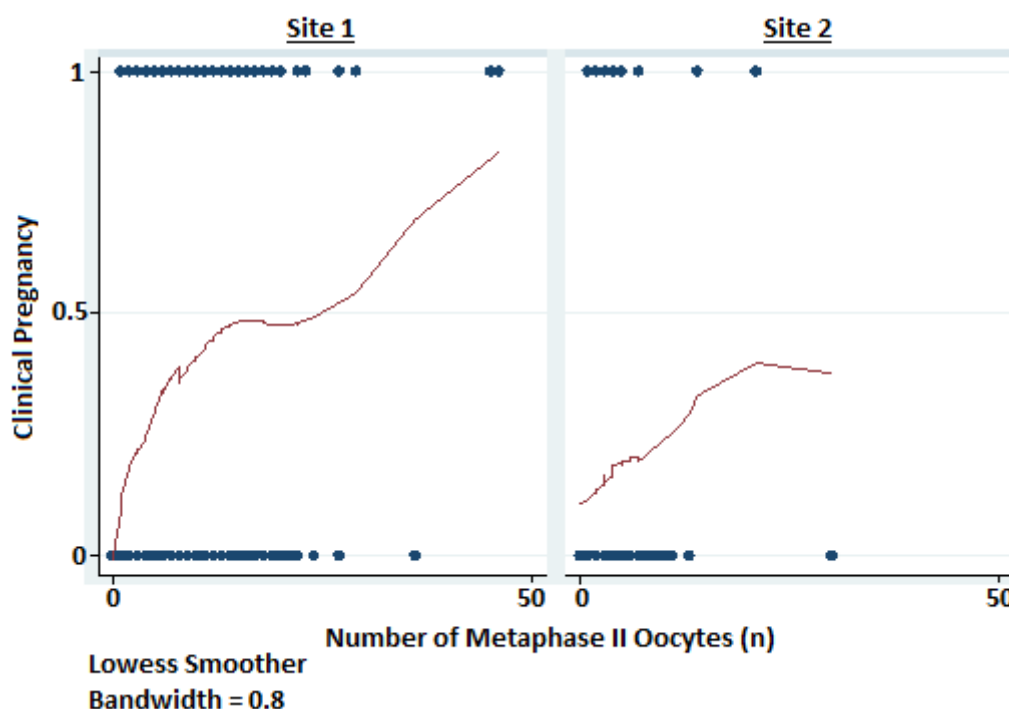 Site 1
Site 2
1
0.5
0
Clinical Pregnancy
0
50
0
50
Number of Metaphase II Oocytes (n)
Lowess Smoother
Bandwidth = 0.8